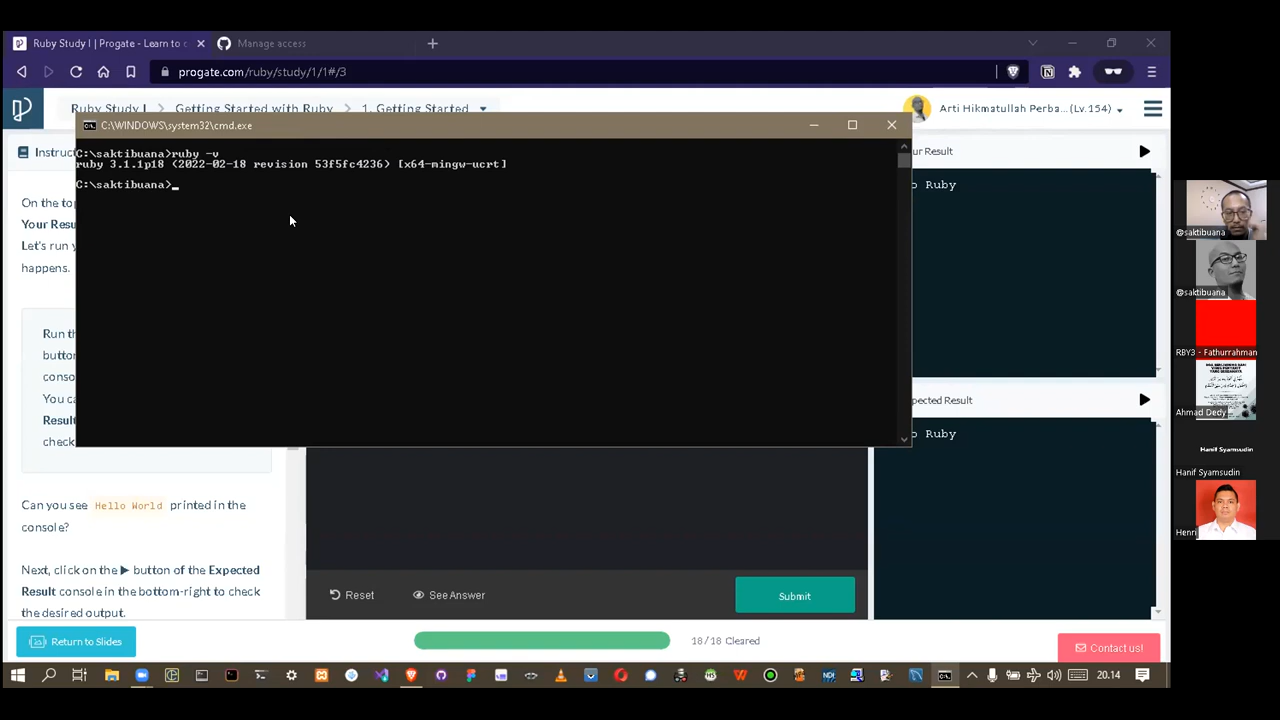 Ruby Study I | Progate - Learn to c
Manage access
progate.com/ruby/study/1/1#/3
Ruby Study I
Getting Started with Ruby
1. Getting Started
Arti Hikmatullah Perba... (Lv.154)
C:\WINDOWS\system32\cmd.exe
C:\saktibuana>ruby -v
ruby 3.1.1p18 (2022-02-18 revision 53f5fc4236) [x64-mingw-ucrt]
C:\saktibuana>_
Instruc
ur Result
o Ruby
On the top
Your Resu
Let's run y
happens.
Run th
butto
conso
You ca
Result
check
pected Result
o Ruby
Can you see Hello World printed in the
console?
Next, click on the ▶ button of the Expected
Result console in the bottom-right to check
the desired output.
Reset
See Answer
Submit
Return to Slides
18/18 Cleared
Contact us!
20.14
@saktibuana
@saktibuana
RBY3 - Fathurrahman
Ahmad Dedy
Hanif Syamsudin
Hanif Syamsudin
Henri